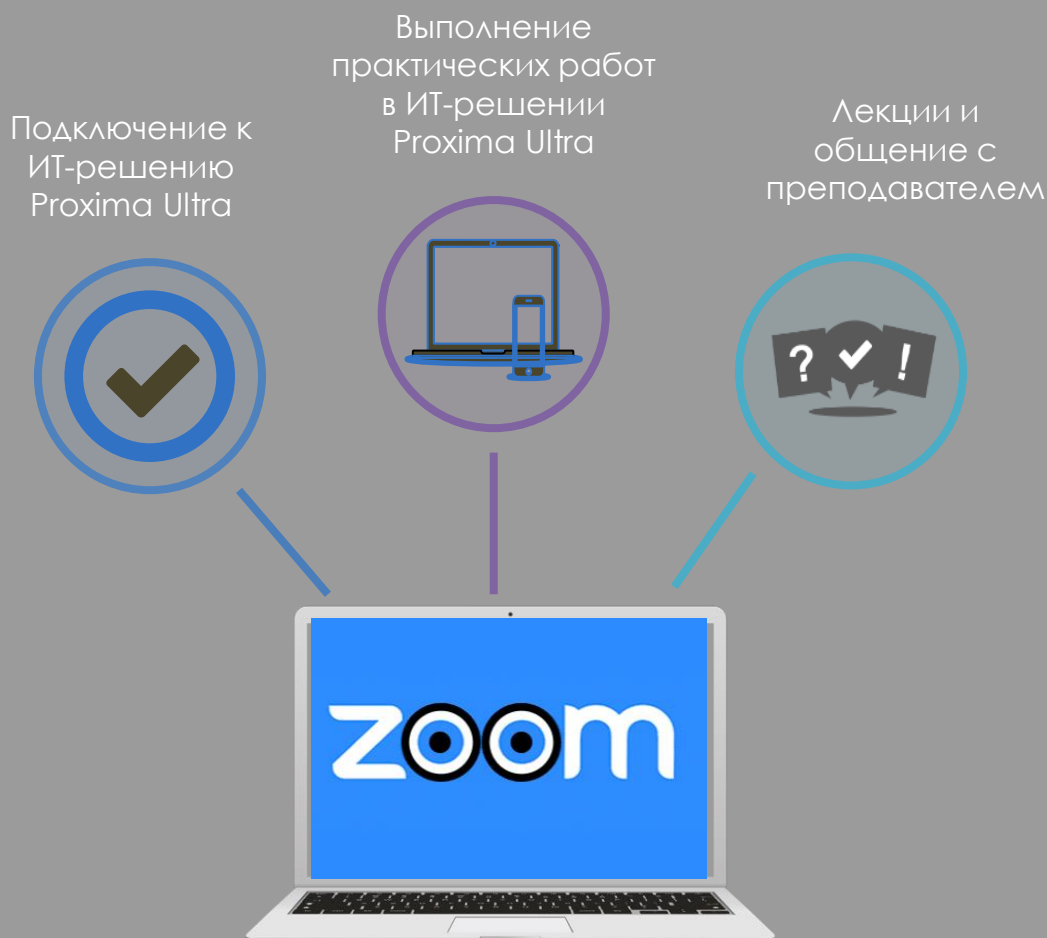 Подключение к
ИТ-решению
Proxima Ultra
Выполнение
практических работ
в ИТ-решении
Proxima Ultra
Лекции и
общение с
преподавателем
? !
zoom